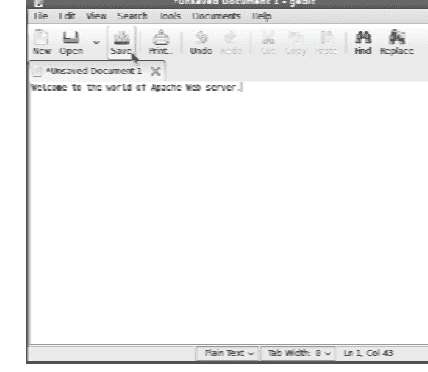 *Unsaved Document 1 - gedit
File Edit View Search Tools Documents Help
New Open Save Print... Undo Redo Cut Copy Paste Find Replace
*Unsaved Document 1
Welcome to the world of Apache Web server.
Plain Text Tab Width: 8 Ln 1, Col 43